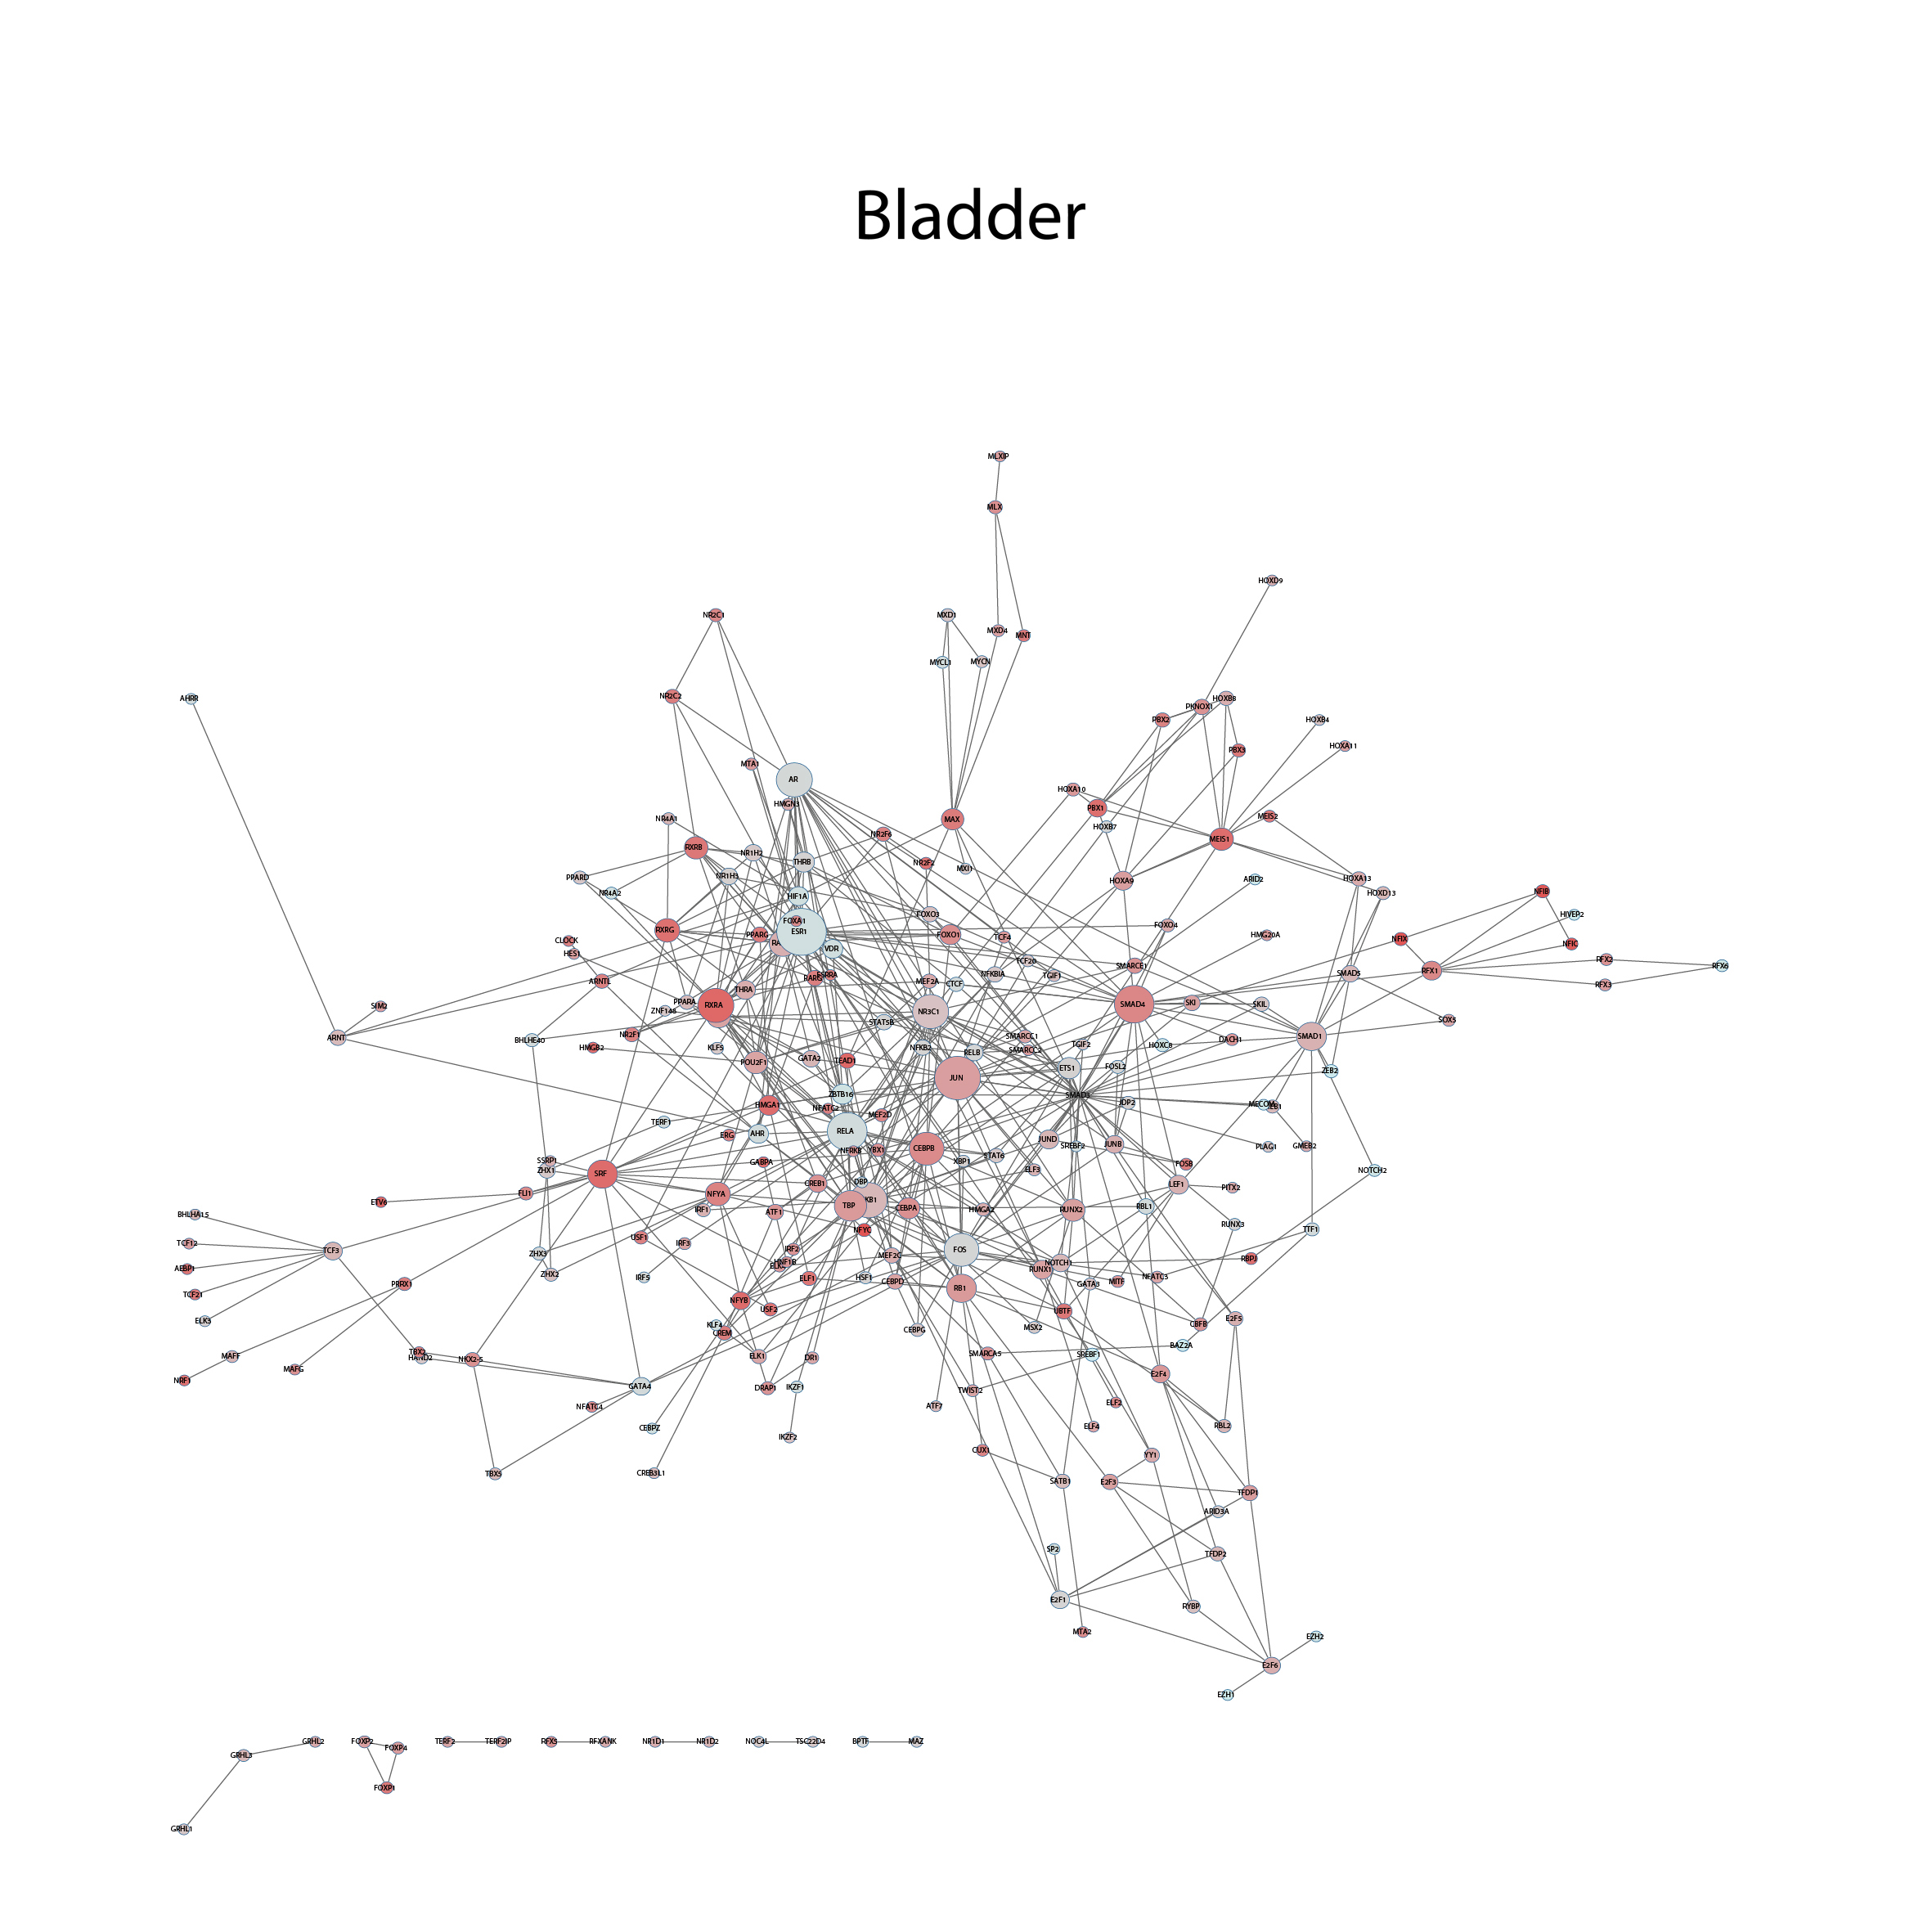 Bladder
MLXIP
MLX
HOXD9
NR2C1
MXD1
MXD4
MNT
MYCL1
MYCN
NR2C2
AHRR
HOXB8
PKNOX1
PBX2
HOXB4
HOXA11
PBX3
MTA1
AR
HOXA10
HMGN3
PBX1
MEIS2
NR4A1
MAX
HOXB7
NR2F6
MEIS1
RXRB
NR1H2
THRB
NR2F2
MXI1
PPARD
NR1H3
HOXA9
ARID2
HOXA13
NR4A2
HIF1A
HOXD13
NFIB
FOXO3
HIVEP2
FOXA1
ESR1
RXRG
PPARG
FOXO1
TCF4
FOXO4
HMG20A
CLOCK
HES1
VDR
NFIX
NFIC
TCF20
RFX2
RFX6
SMARCE1
RFX1
ARNTL
RARG
ESRRA
MEF2A
CTCF
NFKBIA
TGIF1
SMAD5
RFX3
THRA
PPARA
RXRA
ZNF148
NR3C1
SMAD4
SKI
SKIL
SIM2
STAT5B
SOX5
ARNT
BHLHE40
NR2F1
HMGB2
KLF5
GATA2
TEAD1
POU2F1
NFKB2
RELB
SMARCC1
SMARCC2
TGIF2
HOXC8
DACH1
SMAD1
ETS1
FOSL2
ZEB2
JUN
ZBTB16
SMAD3
JDP2
MECOM
HMGA1
NFATC2
MEF2D
GMEB2
TERF1
ERG
AHR
RELA
JUND
SREBF2
JUNB
PLAG1
CEBPB
YBX1
NFRKB
STAT6
XBP1
ELF3
FOSB
NOTCH2
SSRP1
ZHX1
GABPA
SRF
DBP
CREB1
LEF1
PITX2
FLI1
ETV6
NFYA
IRF1
ATF1
TBP
CEBPA
HMGA2
RUNX2
RBL1
BHLHA15
RUNX3
TTF1
TCF12
TCF3
USF1
IRF3
IRF2
NFYC
FOS
ZHX3
AEBP1
HNF1B
MEF2C
NOTCH1
RUNX1
RBPJ
ZHX2
IRF5
ELF1
HSF1
CEBPD
RB1
MITF
NFATC3
GATA3
PRRX1
TCF21
NFYB
USF2
UBTF
ELK3
KLF4
CREM
CEBPG
MSX2
CBFB
E2F5
BAZ2A
TBX2
HAND2
NKX2-5
MAFF
MAFG
ELK1
DR1
SMARCA5
SREBF1
NRF1
GATA4
DRAP1
IKZF1
TWIST2
E2F4
NFATC4
ATF7
ELF2
CEBPZ
IKZF2
ELF4
RBL2
CUX1
YY1
TBX5
CREB3L1
SATB1
E2F3
TFDP1
ARID3A
SP2
TFDP2
E2F1
RYBP
MTA2
EZH2
E2F6
EZH1
GRHL3
GRHL2
FOXP2
FOXP4
TERF2
TERF2IP
RFX5
RFXANK
NR1D1
NR1D2
NOC4L
TSC22D4
BPTF
MAZ
FOXP1
GRHL1